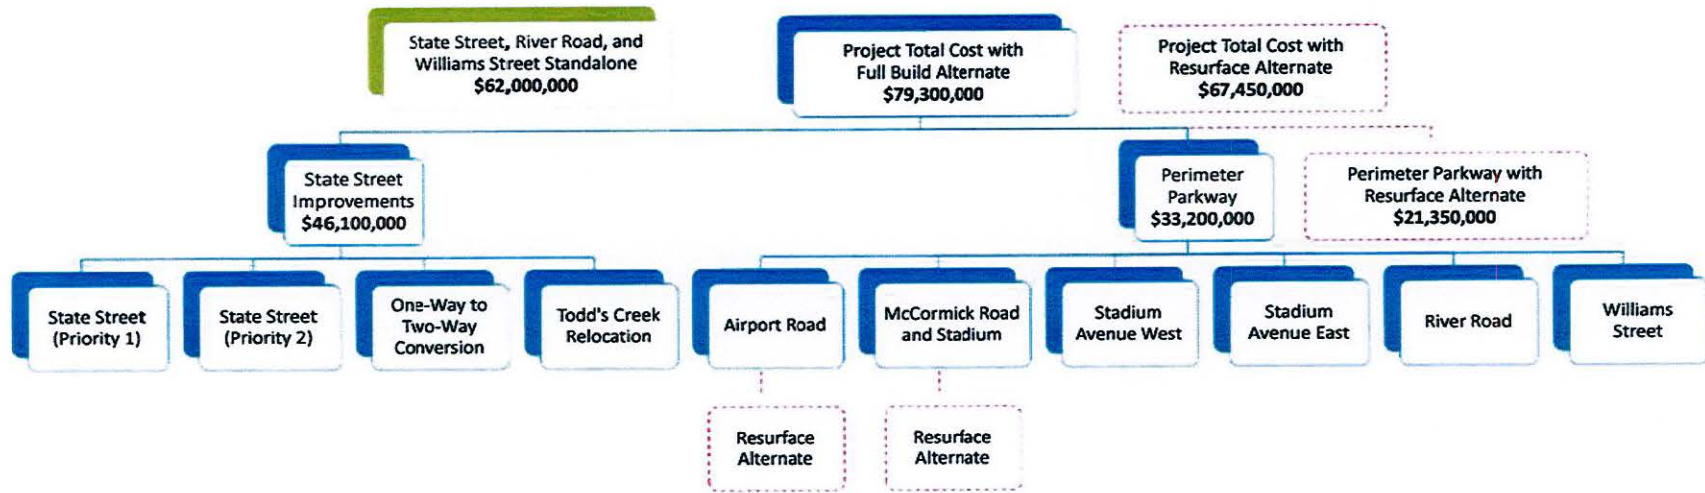 State Street, River Road, and
Williams Street Standalone
$62,000,000
Project Total Cost with
Full Build Alternate
$79,300,000
Project Total Cost with
Resurface Alternate
$67,450,000
State Street
Improvements
$46,100,000
Perimeter
Parkway
$33,200,000
Perimeter Parkway with
Resurface Alternate
$21,350,000
State Street
(Priority 1)
State Street
(Priority 2)
One-Way to
Two-Way
Conversion
Todd's Creek
Relocation
Airport Road
McCormick Road
and Stadium
Stadium
Avenue West
Stadium
Avenue East
River Road
Williams
Street
Resurface
Alternate
Resurface
Alternate